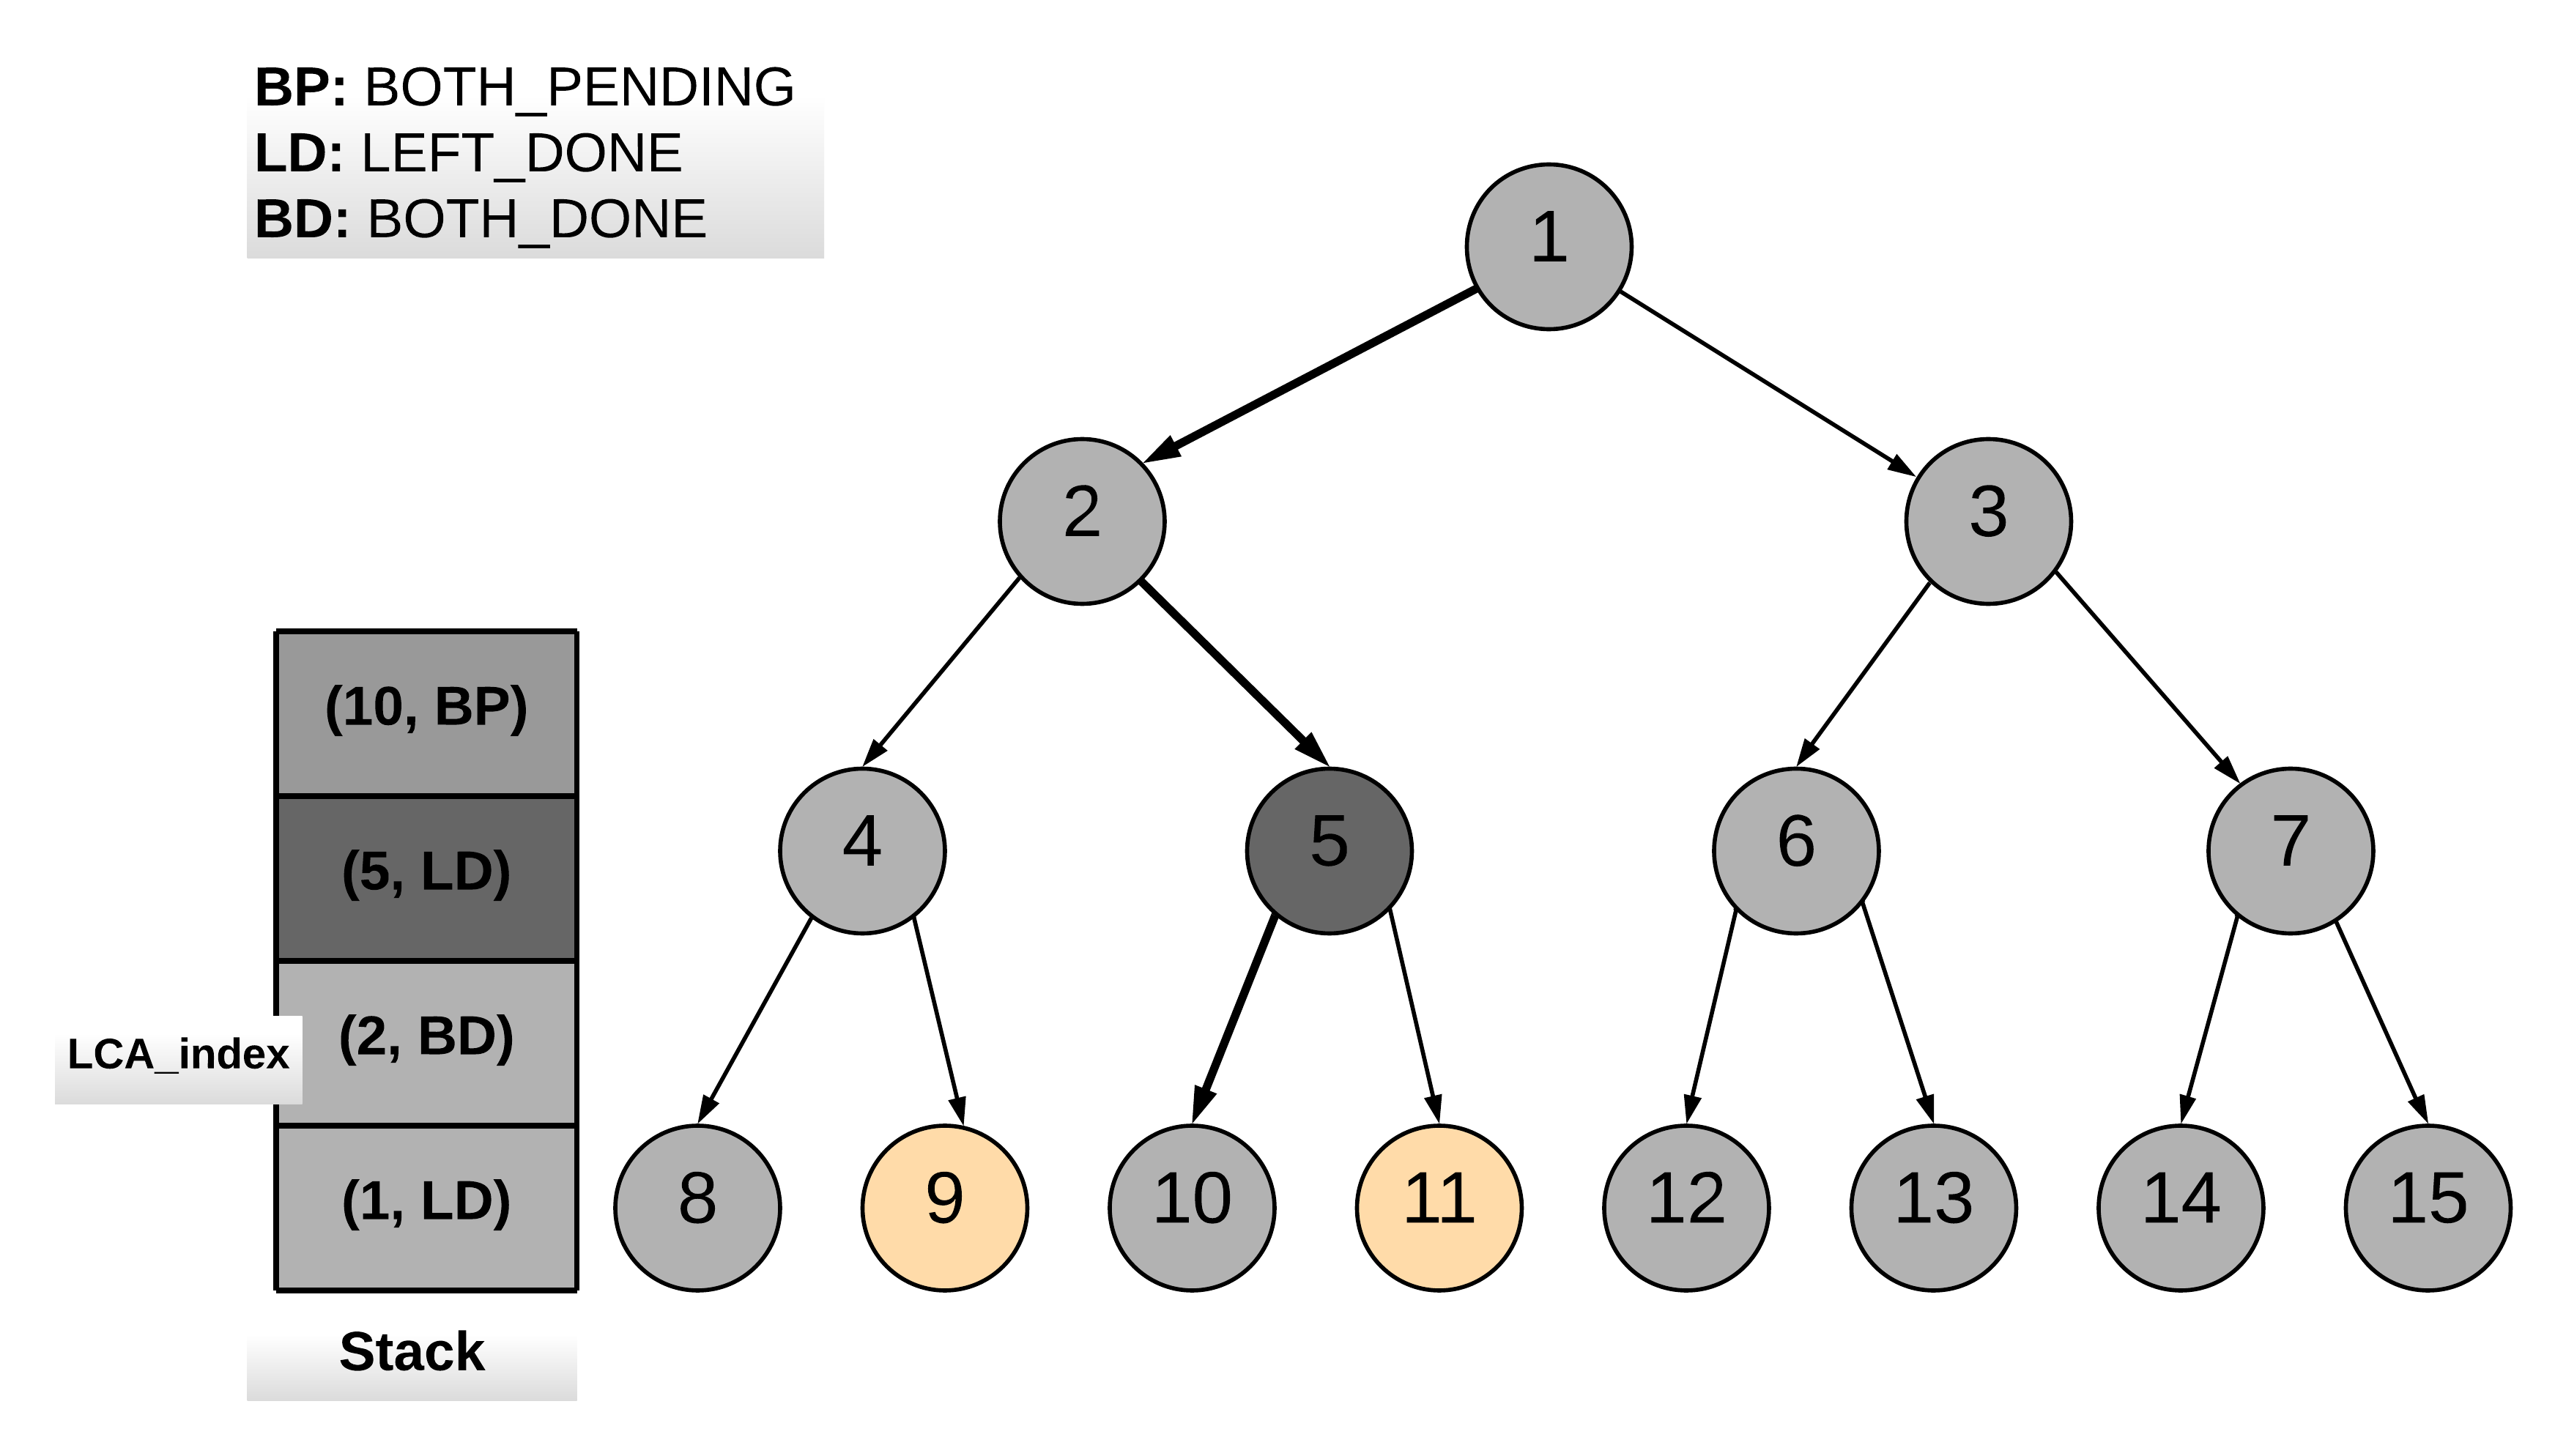 BP: BOTH_PENDING
LD: LEFT_DONE
BD: BOTH_DONE
1
2
3
4
5
6
7
8
9
10
11
12
13
14
15
(10, BP)
(5, LD)
(2, BD)
LCA_index
(1, LD)
Stack